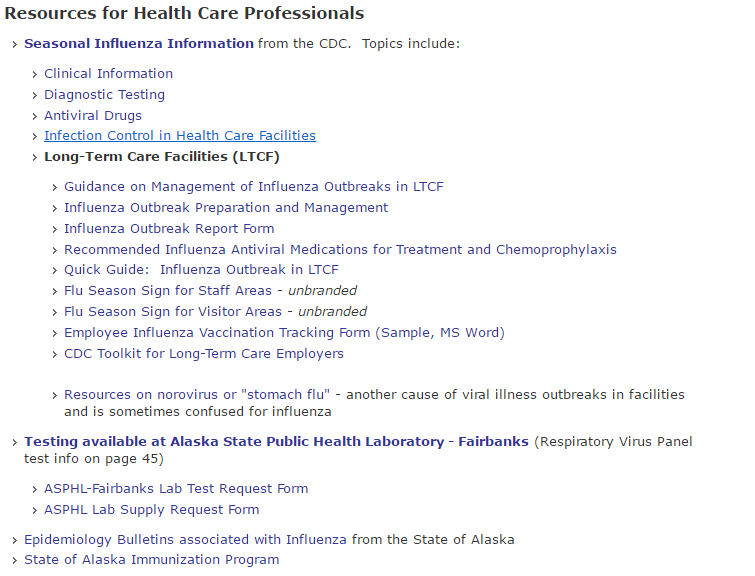 Resources for Health Care Professionals
Seasonal Influenza Information from the CDC.  Topics include:
Clinical Information
Diagnostic Testing
Antiviral Drugs
Infection Control in Health Care Facilities
Long-Term Care Facilities (LTCF)
Guidance on Management of Influenza Outbreaks in LTCF
Influenza Outbreak Preparation and Management
Influenza Outbreak Report Form
Recommended Influenza Antiviral Medications for Treatment and Chemoprophylaxis
Quick Guide:  Influenza Outbreak in LTCF
Flu Season Sign for Staff Areas - unbranded
Flu Season Sign for Visitor Areas - unbranded
Employee Influenza Vaccination Tracking Form (Sample, MS Word)
CDC Toolkit for Long-Term Care Employers
Resources on norovirus or "stomach flu" - another cause of viral illness outbreaks in facilities
and is sometimes confused for influenza
Testing available at Alaska State Public Health Laboratory - Fairbanks (Respiratory Virus Panel
test info on page 45)
ASPHL-Fairbanks Lab Test Request Form
ASPHL Lab Supply Request Form
Epidemiology Bulletins associated with Influenza from the State of Alaska
State of Alaska Immunization Program